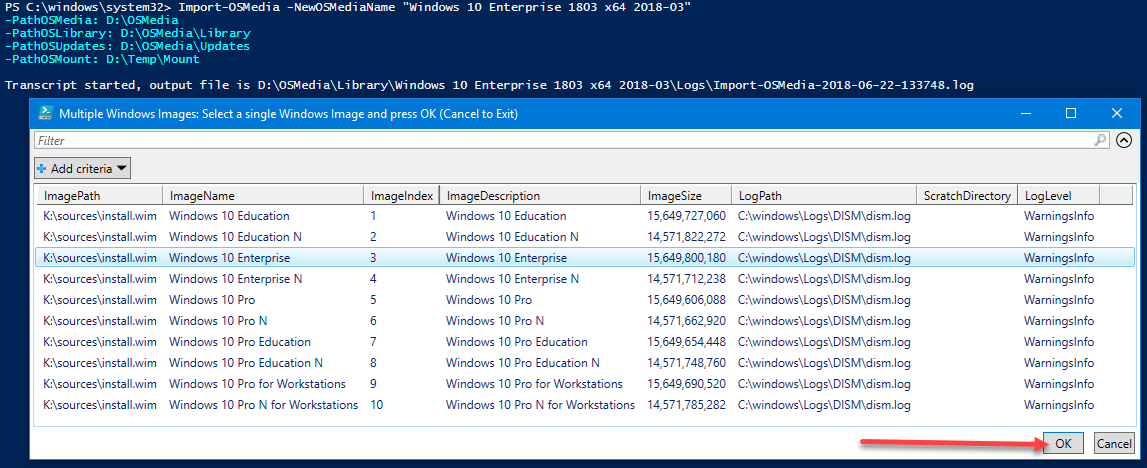 PS C:\windows\system32> Import-OSMedia -NewOSMediaName "Windows 10 Enterprise 1803 x64 2018-03"
-PathOSMedia: D:\OSMedia
-PathOSLibrary: D:\OSMedia\Library
-PathOSUpdates: D:\OSMedia\Updates
-PathOSMount: D:\Temp\Mount
Transcript started, output file is D:\OSMedia\Library\Windows 10 Enterprise 1803 x64 2018-03\Logs\Import-OSMedia-2018-06-22-133748.log
Multiple Windows Images: Select a single Windows Image and press OK (Cancel to Exit)
Filter
Add criteria
ImagePath ImageName ImageIndex ImageDescription ImageSize LogPath ScratchDirectory LogLevel
K:\sources\install.wim Windows 10 Education 1 Windows 10 Education 15,649,727,060 C:\windows\Logs\DISM\dism.log WarningsInfo
K:\sources\install.wim Windows 10 Education N 2 Windows 10 Education N 14,571,822,272 C:\windows\Logs\DISM\dism.log WarningsInfo
K:\sources\install.wim Windows 10 Enterprise 3 Windows 10 Enterprise 15,649,800,180 C:\windows\Logs\DISM\dism.log WarningsInfo
K:\sources\install.wim Windows 10 Enterprise N 4 Windows 10 Enterprise N 14,571,712,238 C:\windows\Logs\DISM\dism.log WarningsInfo
K:\sources\install.wim Windows 10 Pro 5 Windows 10 Pro 15,649,606,088 C:\windows\Logs\DISM\dism.log WarningsInfo
K:\sources\install.wim Windows 10 Pro N 6 Windows 10 Pro N 14,571,662,920 C:\windows\Logs\DISM\dism.log WarningsInfo
K:\sources\install.wim Windows 10 Pro Education 7 Windows 10 Pro Education 15,649,654,448 C:\windows\Logs\DISM\dism.log WarningsInfo
K:\sources\install.wim Windows 10 Pro Education N 8 Windows 10 Pro Education N 14,571,748,760 C:\windows\Logs\DISM\dism.log WarningsInfo
K:\sources\install.wim Windows 10 Pro for Workstations 9 Windows 10 Pro for Workstations 15,649,690,520 C:\windows\Logs\DISM\dism.log WarningsInfo
K:\sources\install.wim Windows 10 Pro N for Workstations 10 Windows 10 Pro N for Workstations 14,571,785,282 C:\windows\Logs\DISM\dism.log WarningsInfo
OK Cancel